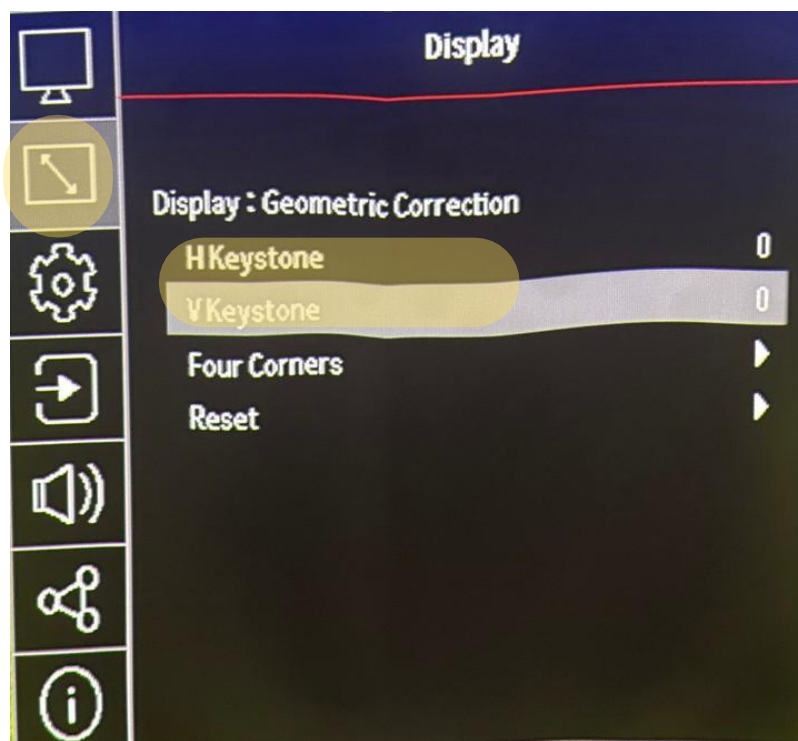 Display
Display : Geometric Correction
H Keystone 0
V Keystone 0
Four Corners
Reset